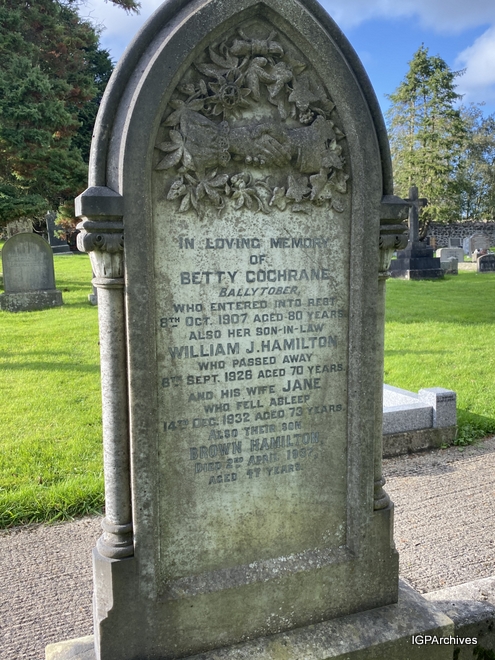 IN LOVING MEMORY
OF
BETTY COCHRANE,
BALLYTOBER,
WHO ENTERED INTO REST
8TH OCT. 1907 AGED 80 YEARS.
ALSO HER SON-IN-LAW
WILLIAM J. HAMILTON
WHO PASSED AWAY
8TH SEPT. 1926 AGED 70 YEARS.
AND HIS WIFE JANE
WHO FELL ASLEEP
14TH DEC. 1932 AGED 73 YEARS.
ALSO THEIR SON
BROWN HAMILTON,
DIED 2ND APRIL
AGED 77 YEARS.
IGPArchives